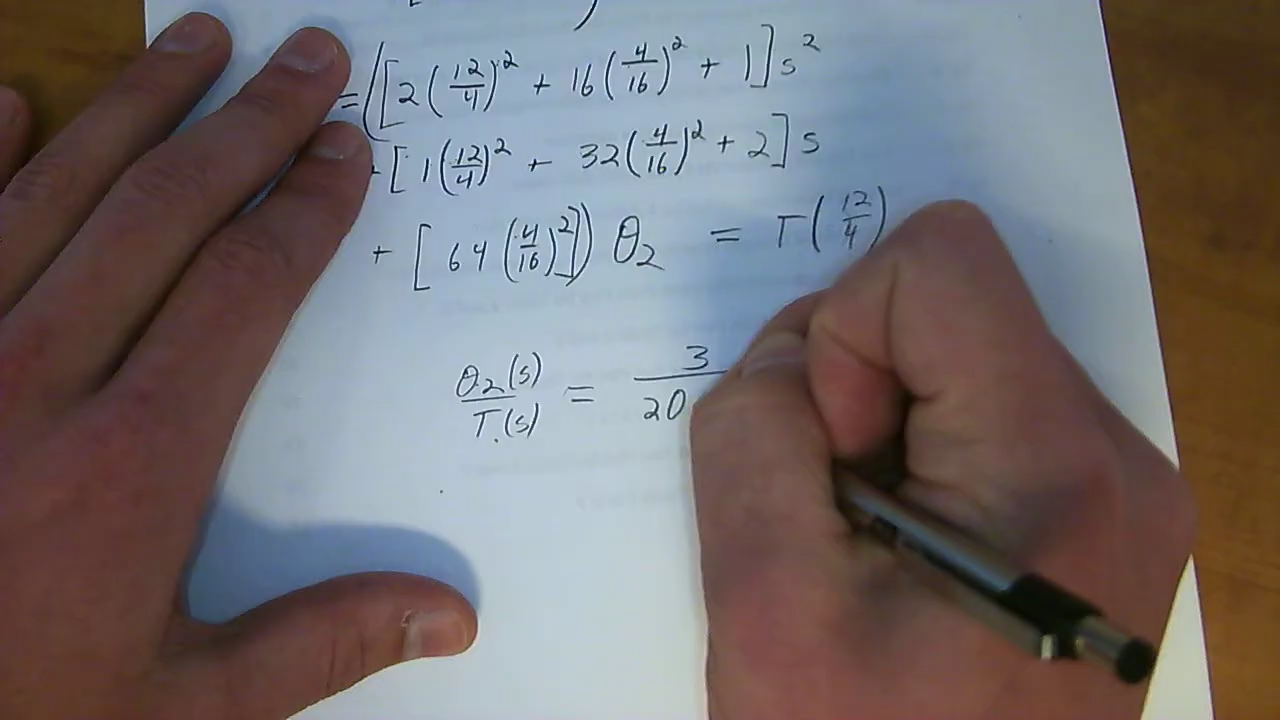 = ([2(12/4)^2 + 16(4/16)^2 + 1]s^2
+ [1(12/4)^2 + 32(4/16)^2 + 2]s
+ [64(4/16)^2]) θ2 = T(12/4)
θ2(s)/T(s) = 3/20